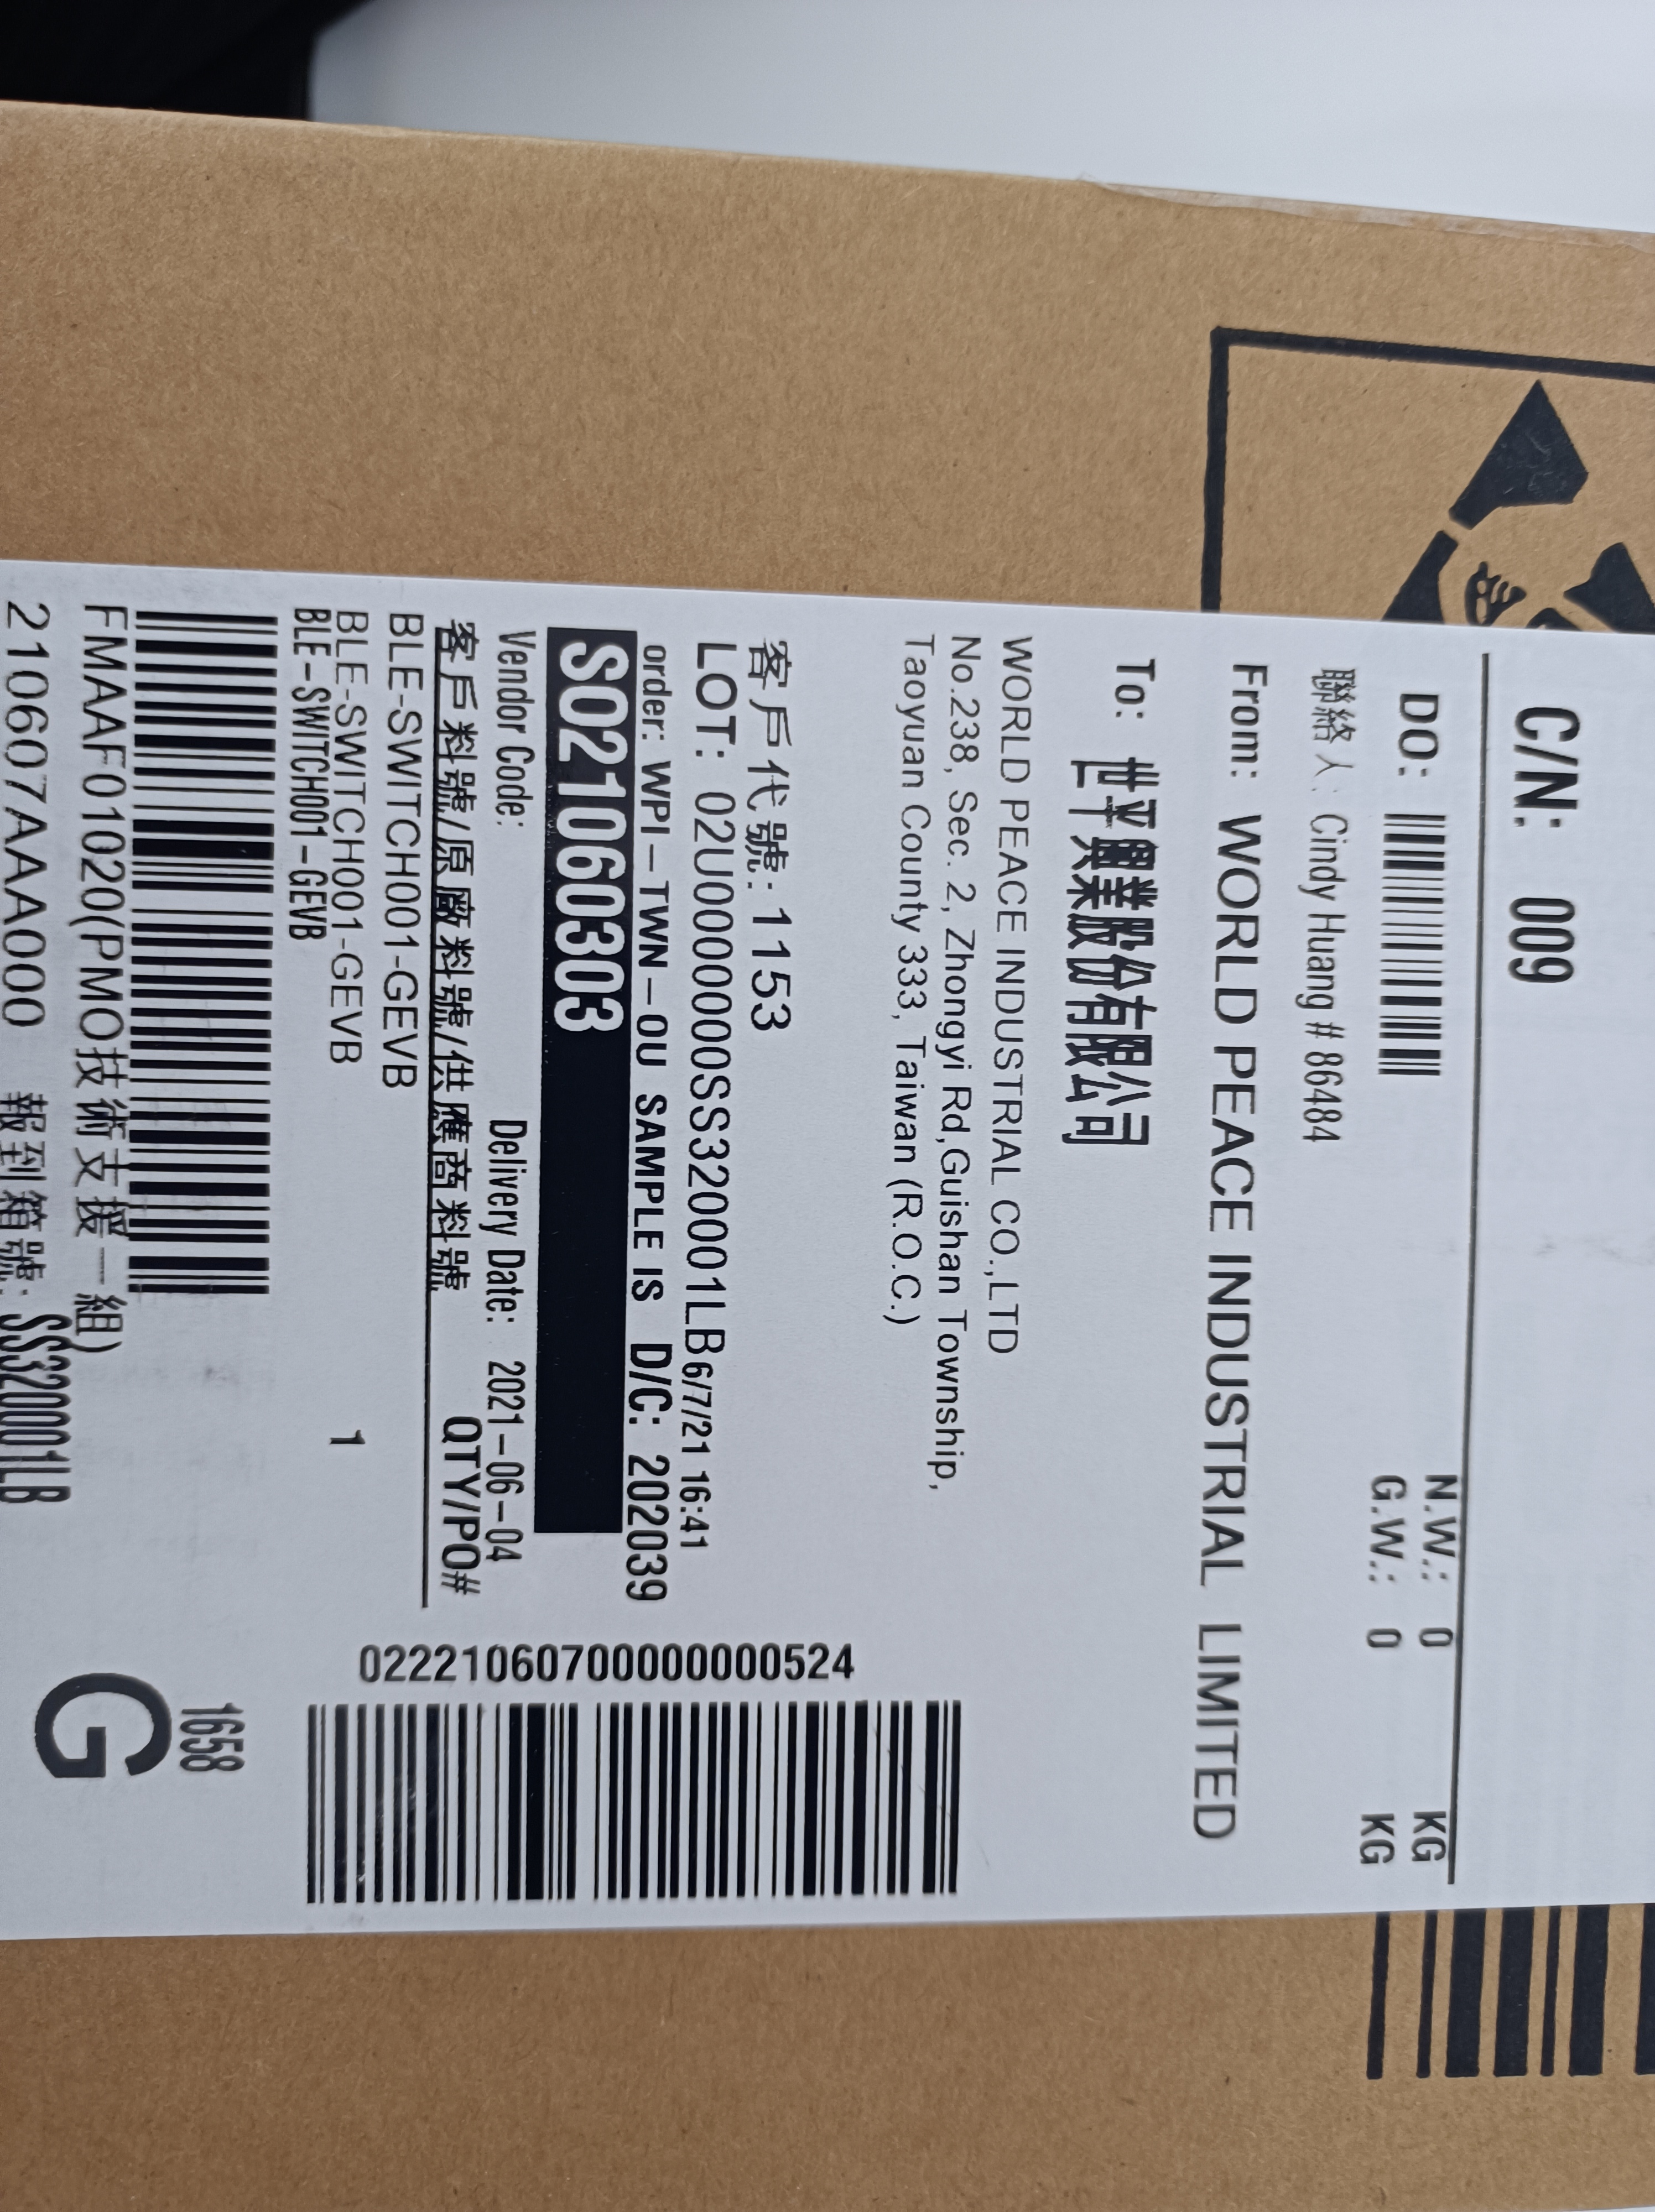 C/N: 009
DO:
N.W.: 0 KG
G.W.: 0 KG
聯絡人: Cindy Huang # 86484
From: WORLD PEACE INDUSTRIAL LIMITED
To: 世平興業股份有限公司
WORLD PEACE INDUSTRIAL CO.,LTD
No.238, Sec. 2, Zhongyi Rd,Guishan Township,
Taoyuan County 333, Taiwan (R.O.C.)
客戶代號: 1153
LOT: 02U0000000SS320001LB 6/7/21 16:41
order: WPI-TWN-OU SAMPLE IS D/C: 202039
SO21060303
Vendor Code: Delivery Date: 2021-06-04
客戶料號/原廠料號/供應商料號 QTY/PO#
BLE-SWITCH001-GEVB
BLE-SWITCH001-GEVB 1
BLE-SWITCH001-GEVB
FMAAF01020(PMO技術支援一組)
210607AAA000 報到箱號: SS320001LB
02221060700000000524
1658
G